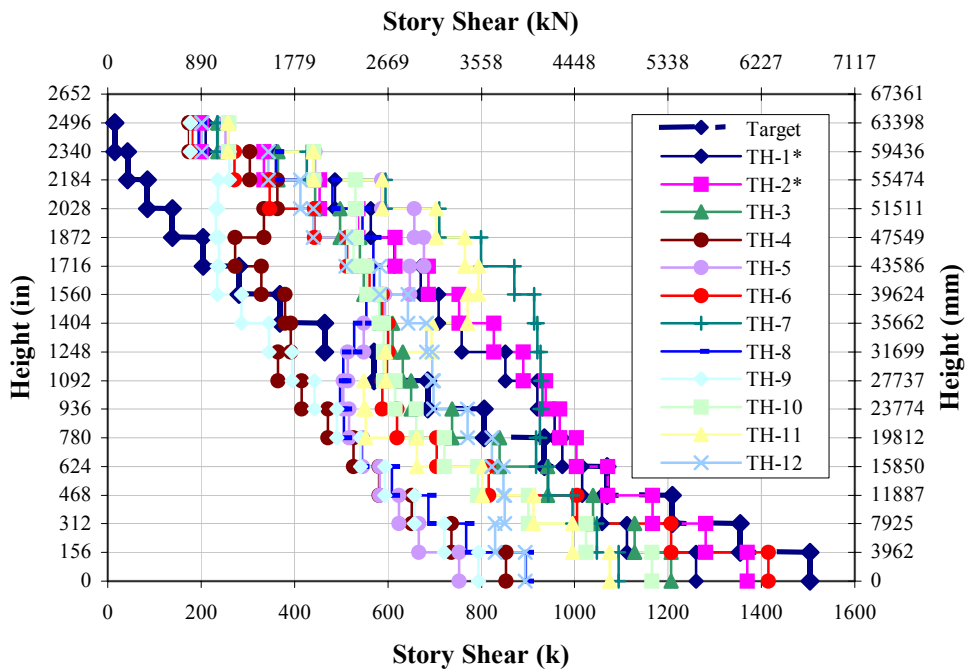 Story Shear (kN)
0 890 1779 2669 3558 4448 5338 6227 7117
2652 67361
2496 63398
2340 59436
2184 55474
2028 51511
1872 47549
1716 43586
1560 39624
1404 35662
1248 31699
1092 27737
936 23774
780 19812
624 15850
468 11887
312 7925
156 3962
0 0
Height (in)
Height (mm)
Target
TH-1*
TH-2*
TH-3
TH-4
TH-5
TH-6
TH-7
TH-8
TH-9
TH-10
TH-11
TH-12
0 200 400 600 800 1000 1200 1400 1600
Story Shear (k)